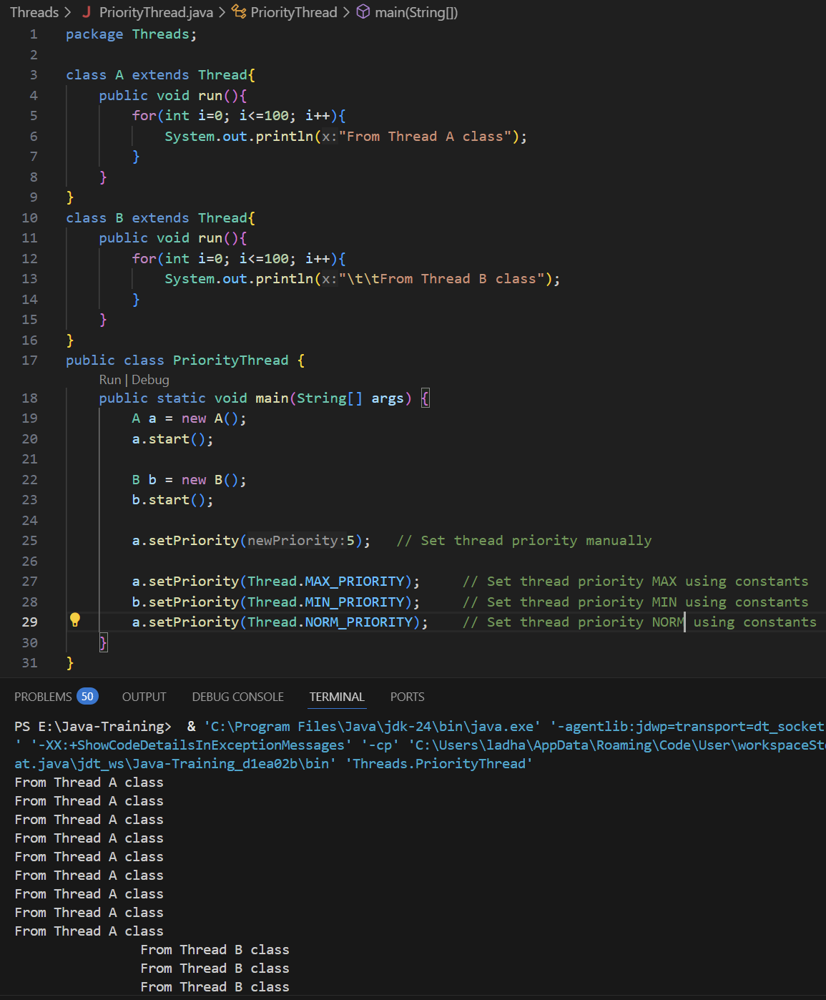 Threads > J PriorityThread.java > PriorityThread > main(String[])
1 package Threads;
2
3 class A extends Thread{
4 public void run(){
5 for(int i=0; i<=100; i++){
6 System.out.println(x:"From Thread A class");
7 }
8 }
9 }
10 class B extends Thread{
11 public void run(){
12 for(int i=0; i<=100; i++){
13 System.out.println(x:"\t\tFrom Thread B class");
14 }
15 }
16 }
17 public class PriorityThread {
Run | Debug
18 public static void main(String[] args) {
19 A a = new A();
20 a.start();
21
22 B b = new B();
23 b.start();
24
25 a.setPriority(newPriority:5); // Set thread priority manually
26
27 a.setPriority(Thread.MAX_PRIORITY); // Set thread priority MAX using constants
28 b.setPriority(Thread.MIN_PRIORITY); // Set thread priority MIN using constants
29 a.setPriority(Thread.NORM_PRIORITY); // Set thread priority NORM using constants
30 }
31 }
PROBLEMS 50 OUTPUT DEBUG CONSOLE TERMINAL PORTS
PS E:\Java-Training> & 'C:\Program Files\Java\jdk-24\bin\java.exe' '-agentlib:jdwp=transport=dt_socket
' '-XX:+ShowCodeDetailsInExceptionMessages' '-cp' 'C:\Users\ladha\AppData\Roaming\Code\User\workspaceSto
at.java\jdt_ws\Java-Training_d1ea02b\bin' 'Threads.PriorityThread'
From Thread A class
From Thread A class
From Thread A class
From Thread A class
From Thread A class
From Thread A class
From Thread A class
From Thread A class
From Thread A class
From Thread B class
From Thread B class
From Thread B class